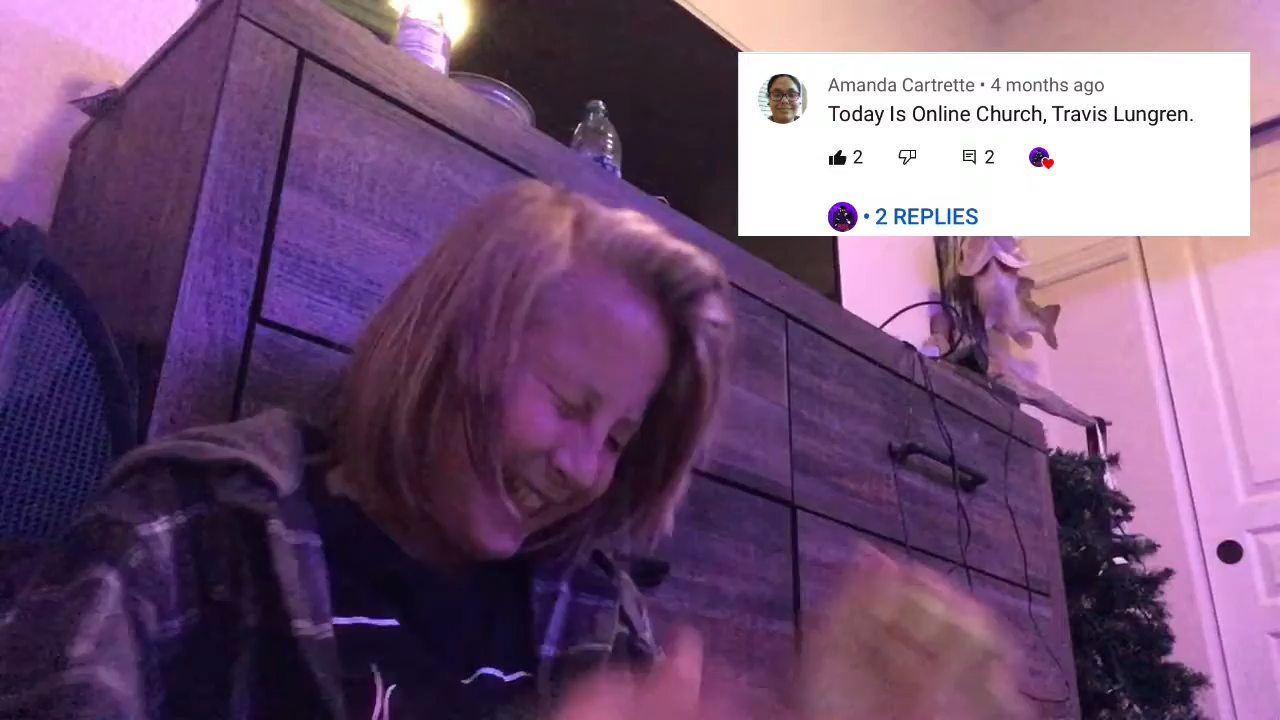 Amanda Cartrette • 4 months ago
Today Is Online Church, Travis Lungren.
2 2
• 2 REPLIES